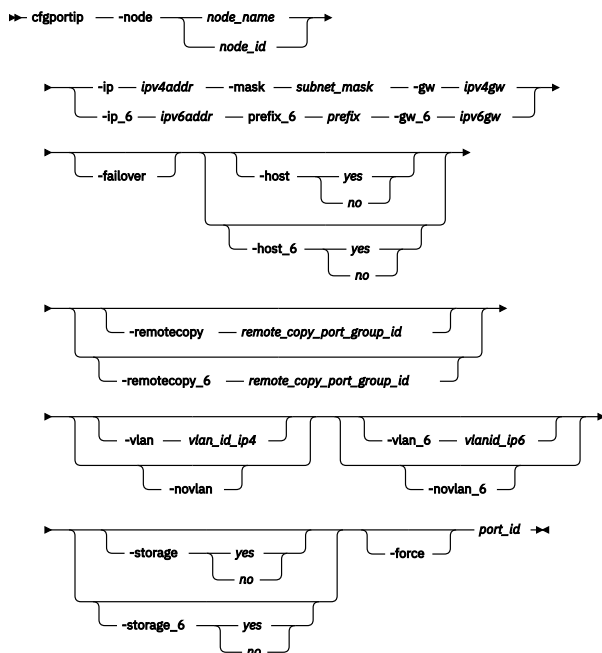 cfgportip -node node_name
node_id
-ip ipv4addr -mask subnet_mask -gw ipv4gw
-ip_6 ipv6addr prefix_6 prefix -gw_6 ipv6gw
-failover -host yes
no
-host_6 yes
no
-remotecopy remote_copy_port_group_id
-remotecopy_6 remote_copy_port_group_id
-vlan vlan_id_ip4 -vlan_6 vlanid_ip6
-novlan -novlan_6
-storage yes -force port_id
no
-storage_6 yes
no